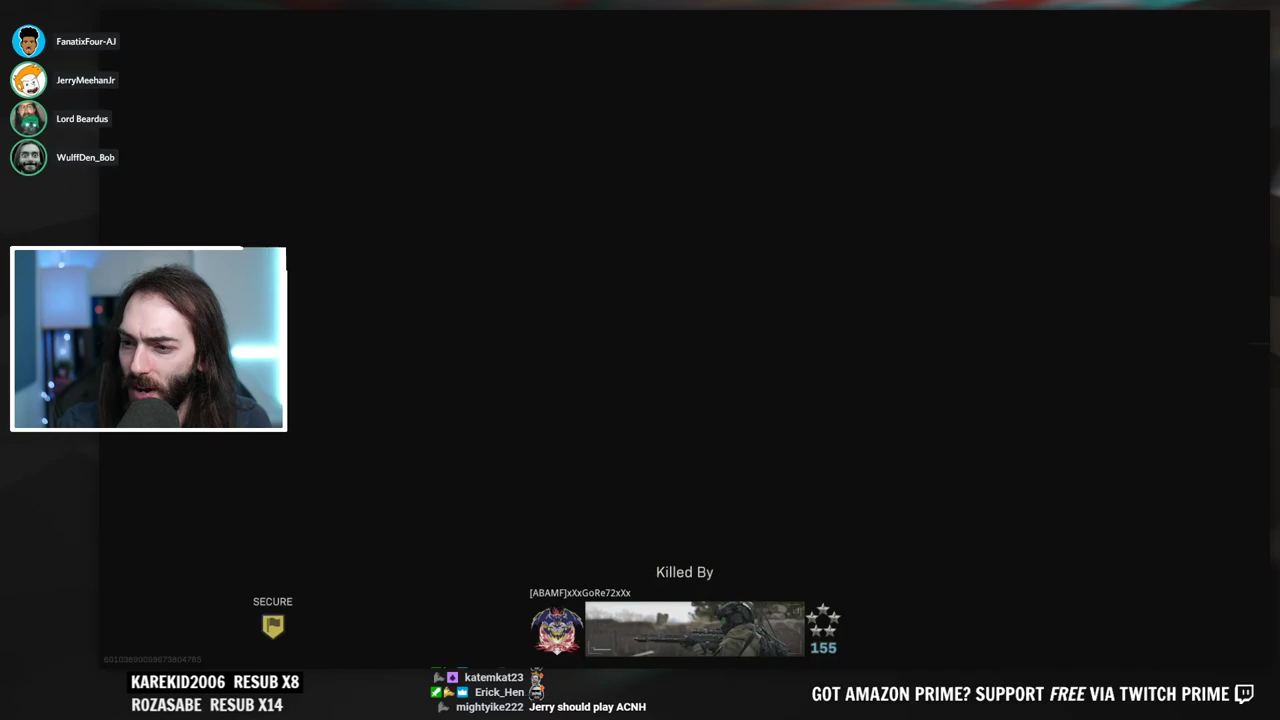 FanatixFour-AJ
JerryMeehanJr
Lord Beardus
WulffDen_Bob
Killed By
[ABAMF]xXxGoRe72xXx
SECURE
155
KAREKID2006 RESUB X8
ROZASABE RESUB X14
katemkat23
Erick_Hen
mightyike222 Jerry should play ACNH
GOT AMAZON PRIME? SUPPORT FREE VIA TWITCH PRIME